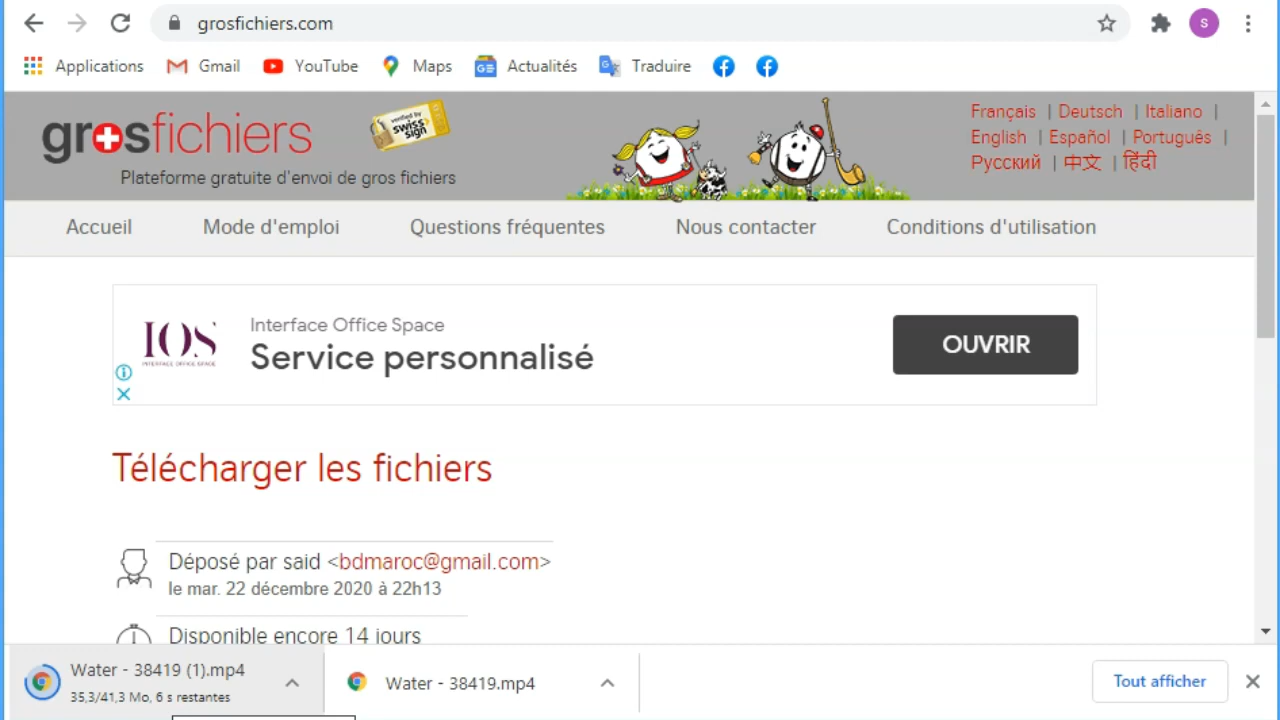 grosfichiers.com
S
Applications Gmail YouTube Maps Actualités Traduire
grosfichiers
verified by swiss sign
Plateforme gratuite d'envoi de gros fichiers
Français | Deutsch | Italiano |
English | Español | Português |
Русский | 中文 | हिंदी
Accueil Mode d'emploi Questions fréquentes Nous contacter Conditions d'utilisation
IOS
INTERFACE OFFICE SPACE
Interface Office Space
Service personnalisé
OUVRIR
Télécharger les fichiers
Déposé par said <bdmaroc@gmail.com>
le mar. 22 décembre 2020 à 22h13
Disponible encore 14 jours
Water - 38419 (1).mp4
35,3/41,3 Mo, 6 s restantes
Water - 38419.mp4
Tout afficher